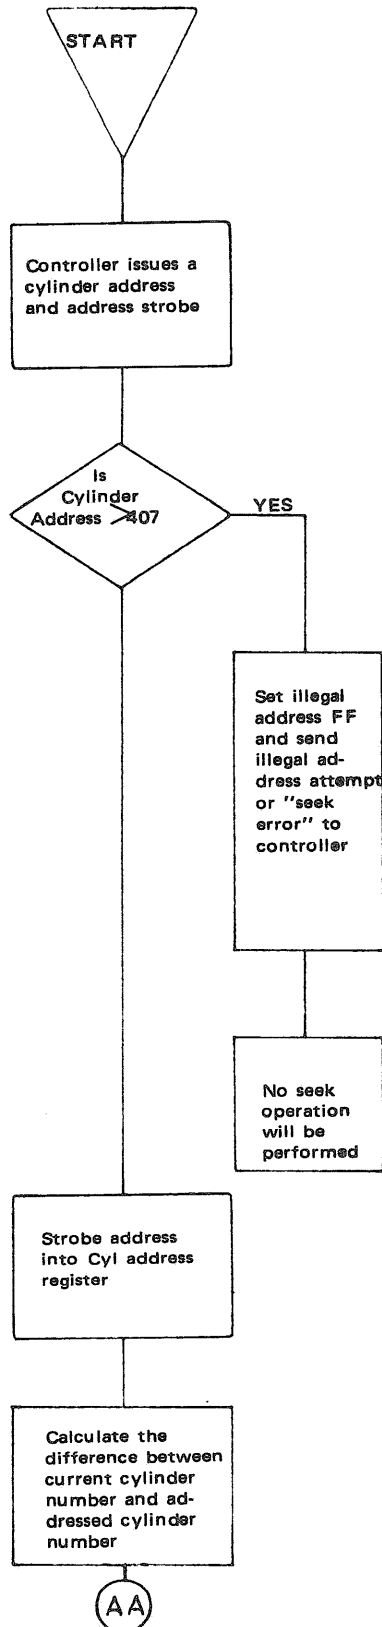 START
Controller issues a
cylinder address
and address strobe
Is
Cylinder
Address >407
YES
Set illegal
address FF
and send
illegal ad-
dress attempt
or "seek
error" to
controller
No seek
operation
will be
performed
Strobe address
into Cyl address
register
Calculate the
difference between
current cylinder
number and ad-
dressed cylinder
number
AA